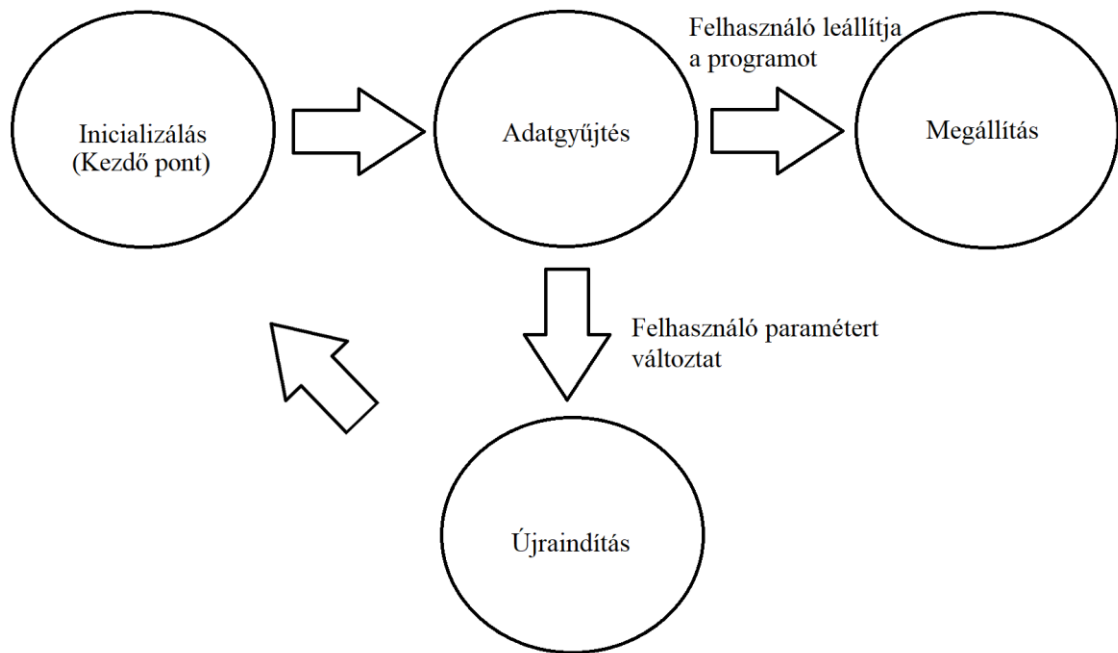 Felhasználó leállítja
a programot
Inicializálás
(Kezdő pont)
Adatgyűjtés
Megállítás
Felhasználó paramétert
változtat
Újraindítás